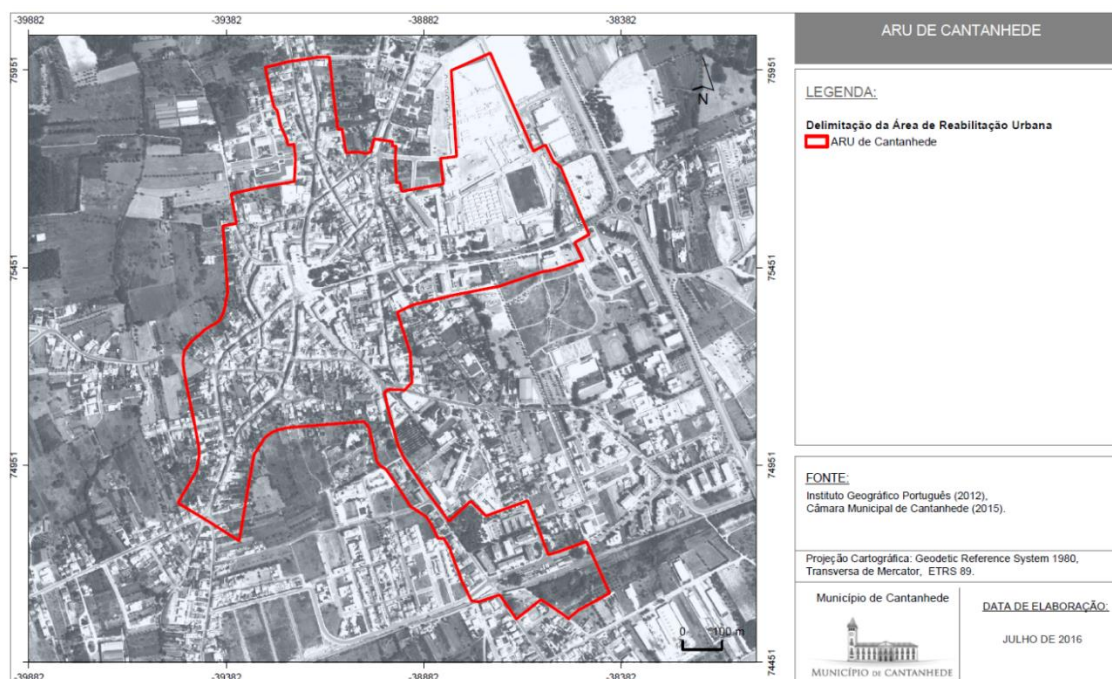 -39882
-39382
-38882
-38382
75951
75951
75451
75451
74951
74951
74451
-39882
-39382
-38882
-38382
N
0 100 m
ARU DE CANTANHEDE
LEGENDA:
Delimitação da Área de Reabilitação Urbana
ARU de Cantanhede
FONTE:
Instituto Geográfico Português (2012),
Câmara Municipal de Cantanhede (2015).
Projeção Cartográfica: Geodetic Reference System 1980,
Transversa de Mercator, ETRS 89.
Município de Cantanhede
MUNICÍPIO DE CANTANHEDE
DATA DE ELABORAÇÃO:
JULHO DE 2016